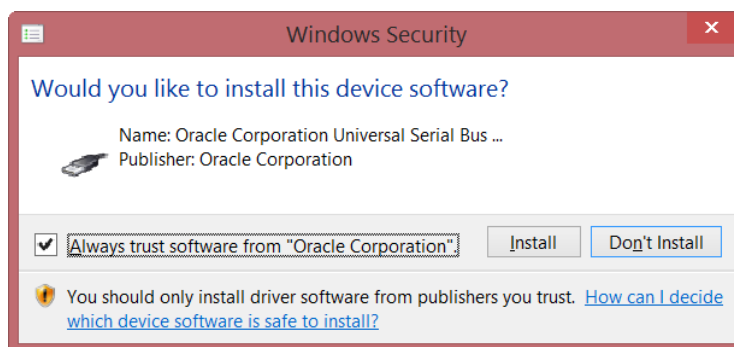 Windows Security
Would you like to install this device software?
Name: Oracle Corporation Universal Serial Bus ...
Publisher: Oracle Corporation
Always trust software from "Oracle Corporation".
Install
Don't Install
You should only install driver software from publishers you trust. How can I decide
which device software is safe to install?